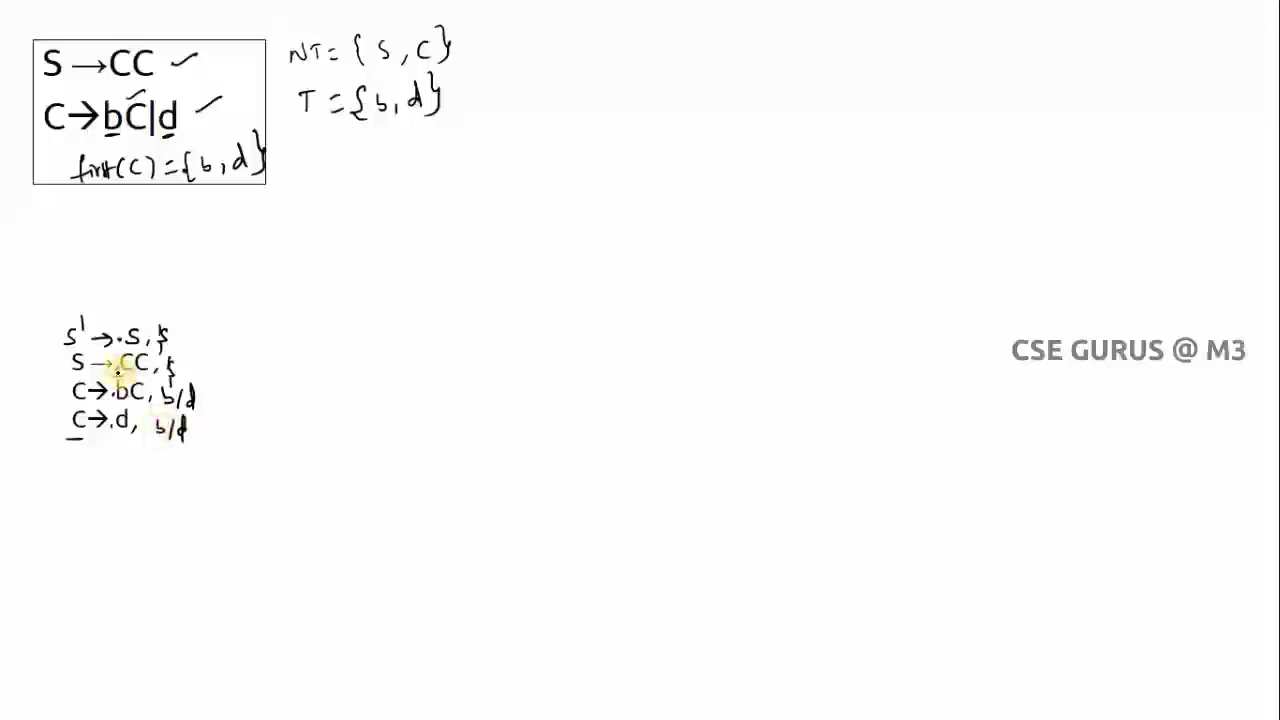 S →CC ✓
C→bC|d ✓
first(C)={b,d}
NT={S,C}
T={b,d}
S'→.S,$
S→.CC,$
C→.bC, b/d
C→.d, b/d
CSE GURUS @ M3